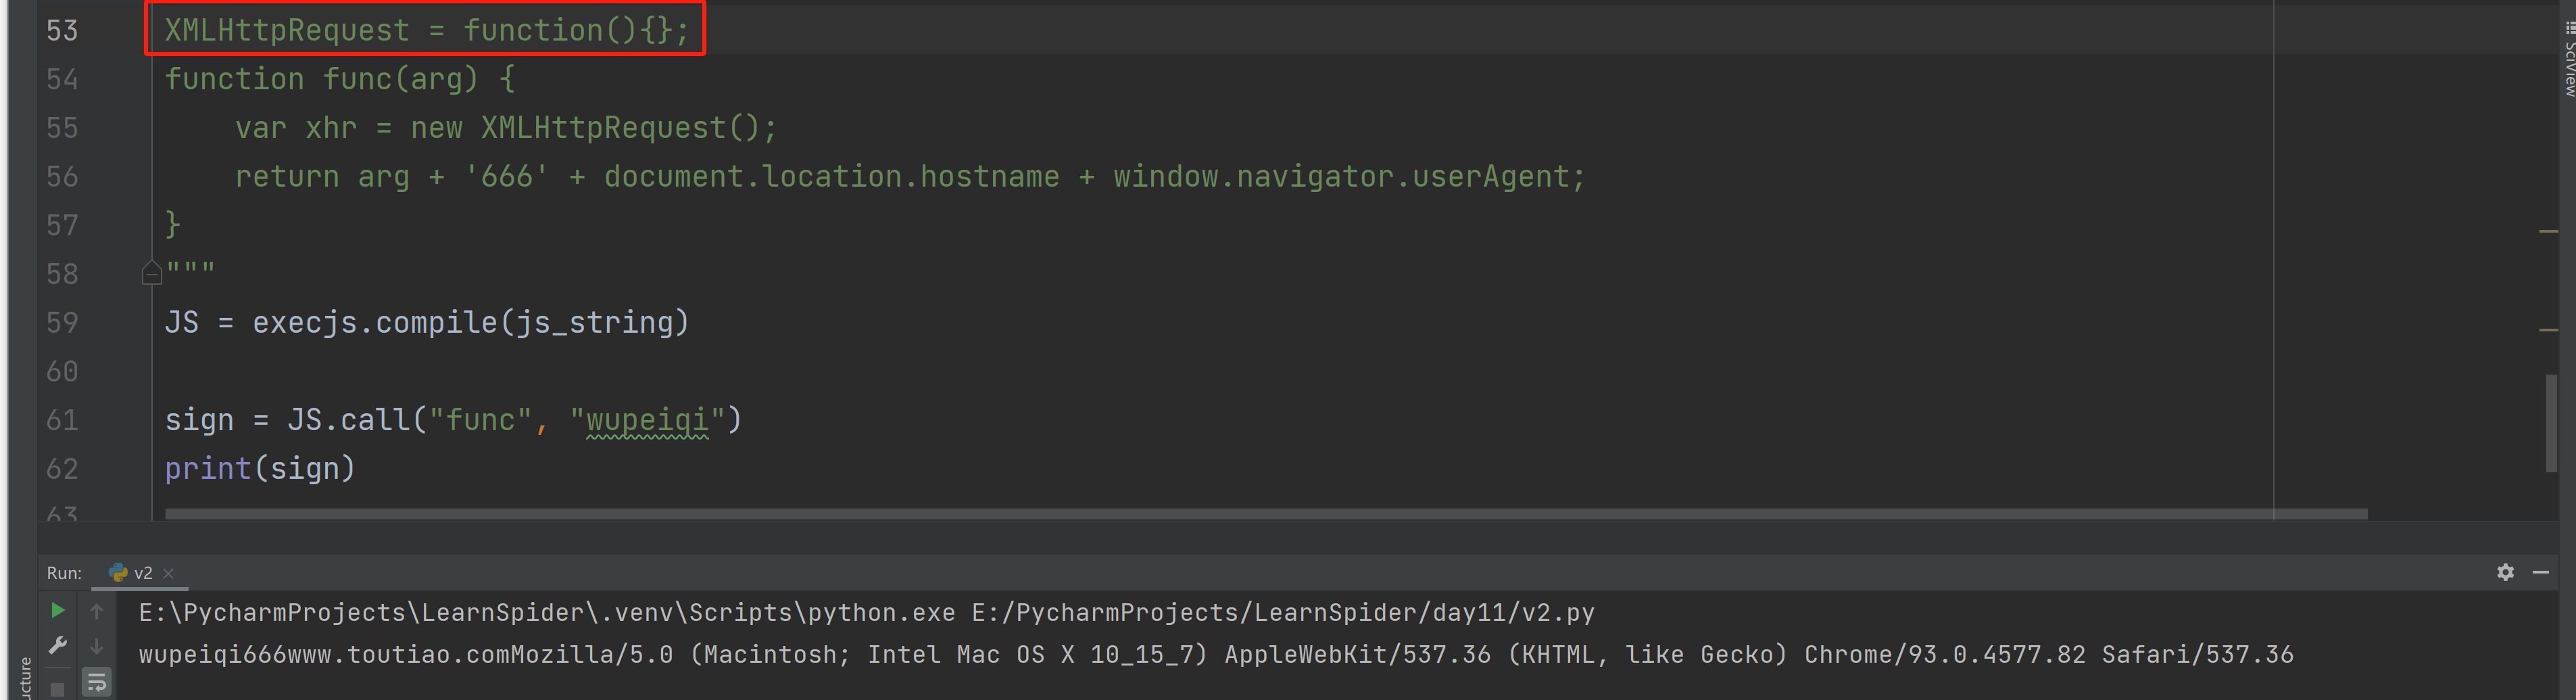 53 XMLHttpRequest = function(){};
54 function func(arg) {
55     var xhr = new XMLHttpRequest();
56     return arg + '666' + document.location.hostname + window.navigator.userAgent;
57 }
58 """
59 JS = execjs.compile(js_string)
60
61 sign = JS.call("func", "wupeiqi")
62 print(sign)
63
SciView
Run: v2
E:\PycharmProjects\LearnSpider\.venv\Scripts\python.exe E:/PycharmProjects/LearnSpider/day11/v2.py
wupeiqi666www.toutiao.comMozilla/5.0 (Macintosh; Intel Mac OS X 10_15_7) AppleWebKit/537.36 (KHTML, like Gecko) Chrome/93.0.4577.82 Safari/537.36
ucture